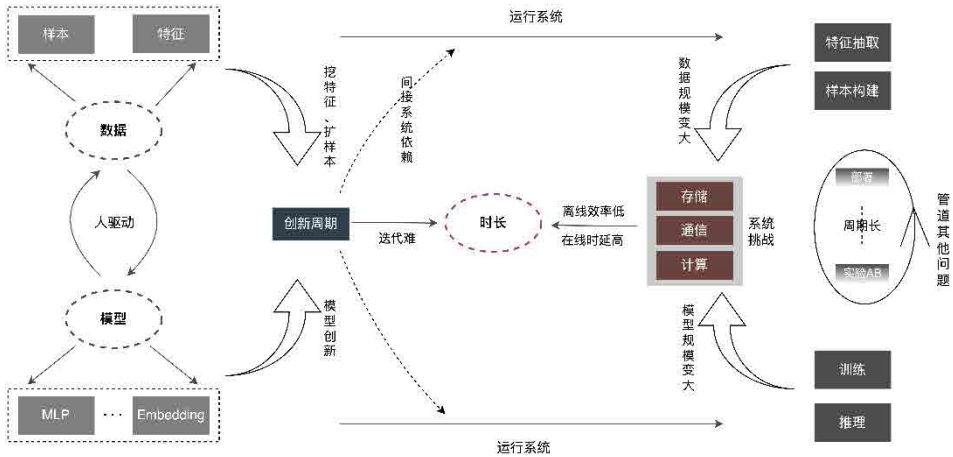 样本
特征
数据
人驱动
模型
MLP
...
Embedding
运行系统
挖特征、扩样本
间接系统依赖
创新周期
迭代难
时长
模型创新
离线效率低
在线时延高
数据规模变大
存储
通信
计算
系统
挑战
模型规模变大
运行系统
特征抽取
样本构建
部署
周期长
实验AB
管道其他问题
训练
推理